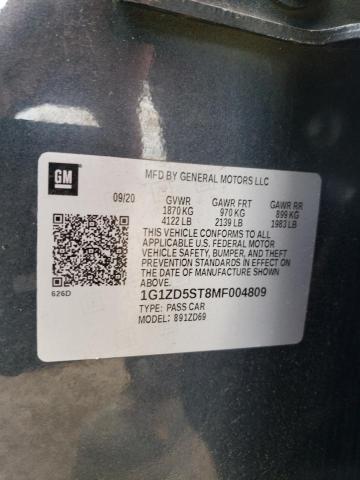 GM
MFD BY GENERAL MOTORS LLC
09/20 GVWR GAWR FRT GAWR RR
1870 KG 970 KG 899 KG
4122 LB 2139 LB 1983 LB
THIS VEHICLE CONFORMS TO ALL
APPLICABLE U.S. FEDERAL MOTOR
VEHICLE SAFETY, BUMPER, AND THEFT
PREVENTION STANDARDS IN EFFECT ON
THE DATE OF MANUFACTURE SHOWN
ABOVE.
626D
1G1ZD5ST8MF004809
TYPE: PASS CAR
MODEL: 891ZD69